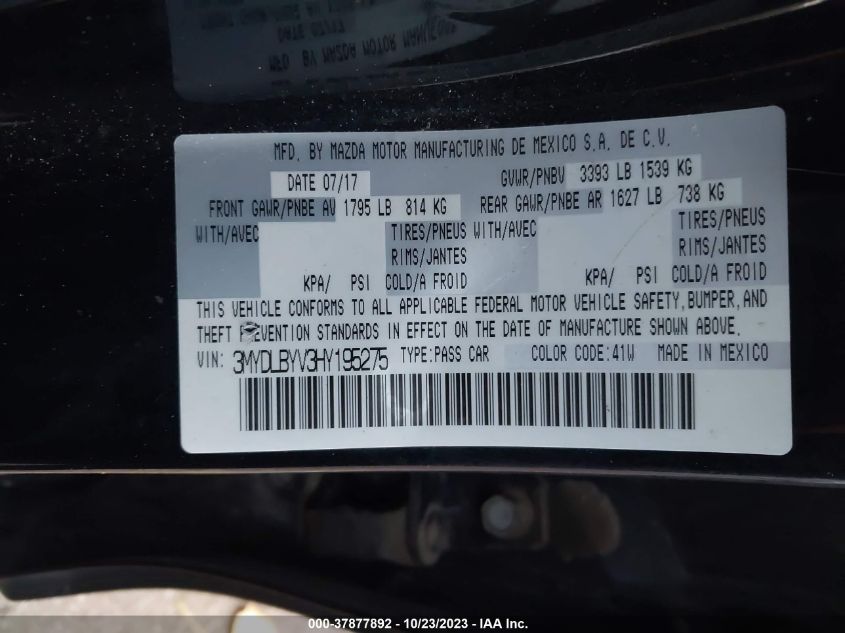 MFD. BY MAZDA MOTOR MANUFACTURING DE MEXICO S.A. DE C.V.
DATE 07/17 GVWR/PNBV 3393 LB 1539 KG
FRONT GAWR/PNBE AV 1795 LB 814 KG REAR GAWR/PNBE AR 1627 LB 738 KG
WITH/AVEC TIRES/PNEUS WITH/AVEC TIRES/PNEUS
RIMS/JANTES RIMS/JANTES
KPA/ PSI COLD/A FROID KPA/ PSI COLD/A FROID
THIS VEHICLE CONFORMS TO ALL APPLICABLE FEDERAL MOTOR VEHICLE SAFETY, BUMPER, AND
THEFT PREVENTION STANDARDS IN EFFECT ON THE DATE OF MANUFACTURE SHOWN ABOVE.
VIN: 3MYDLBYV3HY195275 TYPE:PASS CAR COLOR CODE:41W MADE IN MEXICO
000-37877892 - 10/23/2023 - IAA Inc.